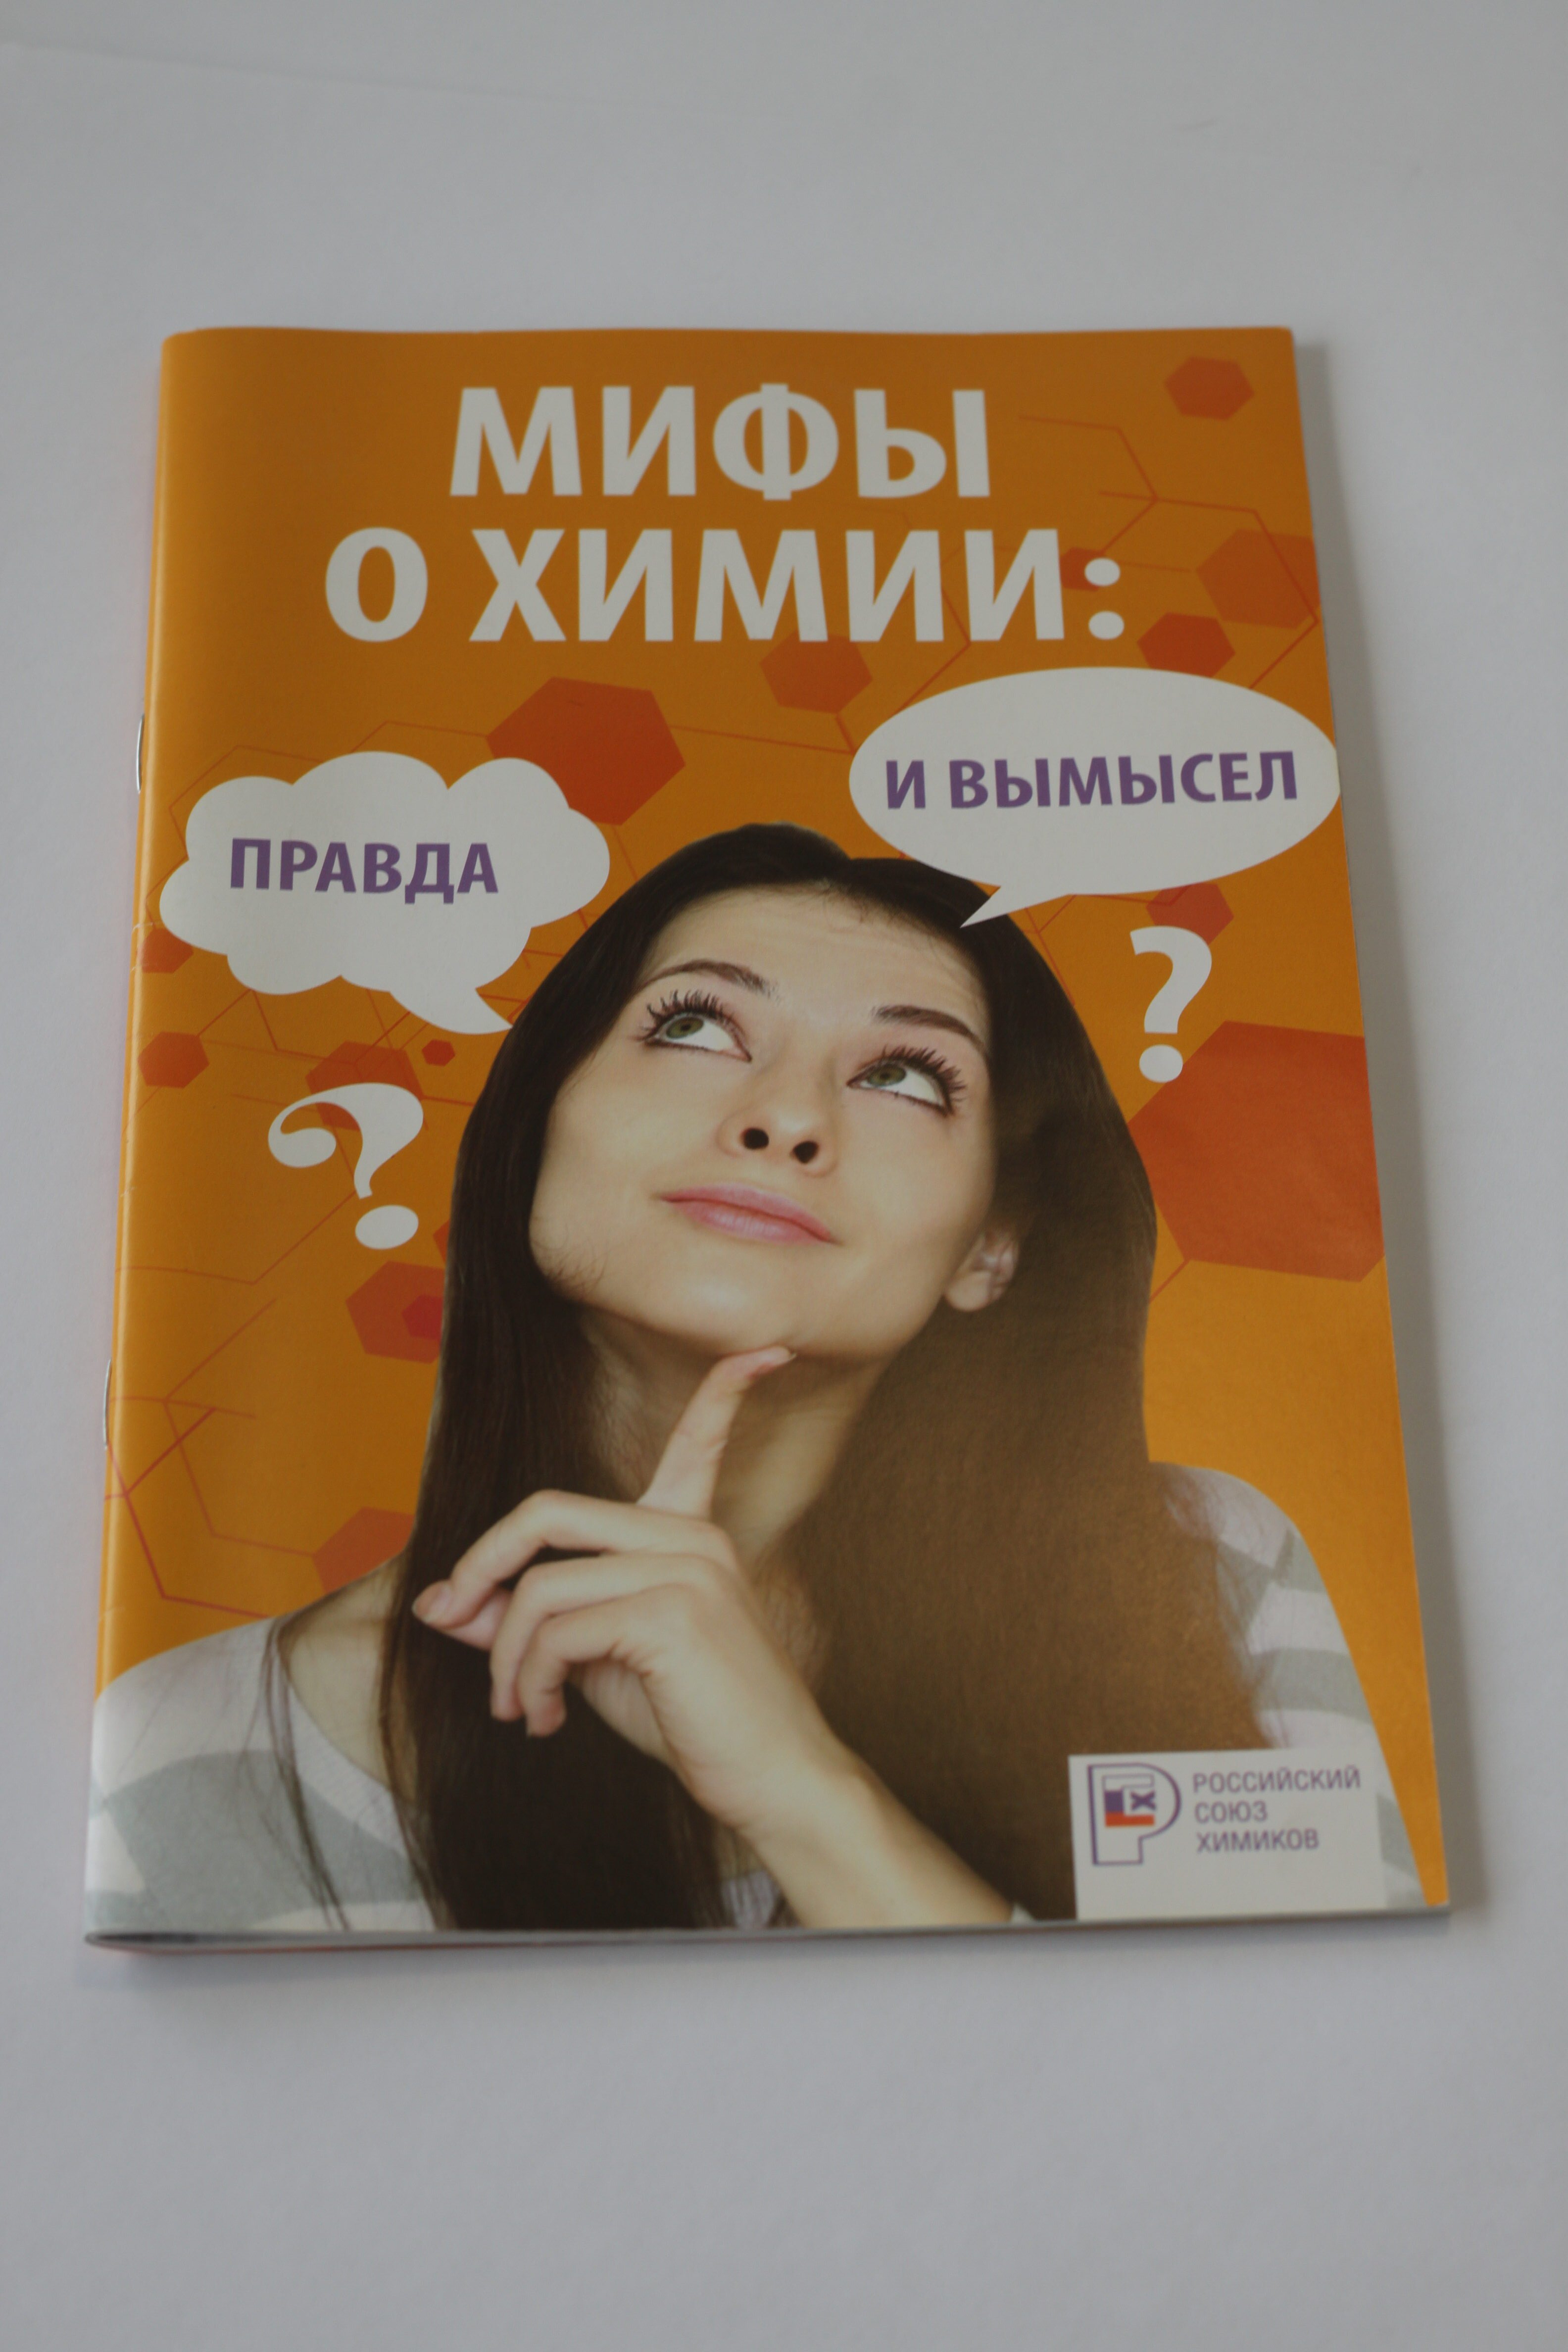 МИФЫ
О ХИМИИ:
ПРАВДА
И ВЫМЫСЕЛ
?
?
РОССИЙСКИЙ
СОЮЗ
ХИМИКОВ